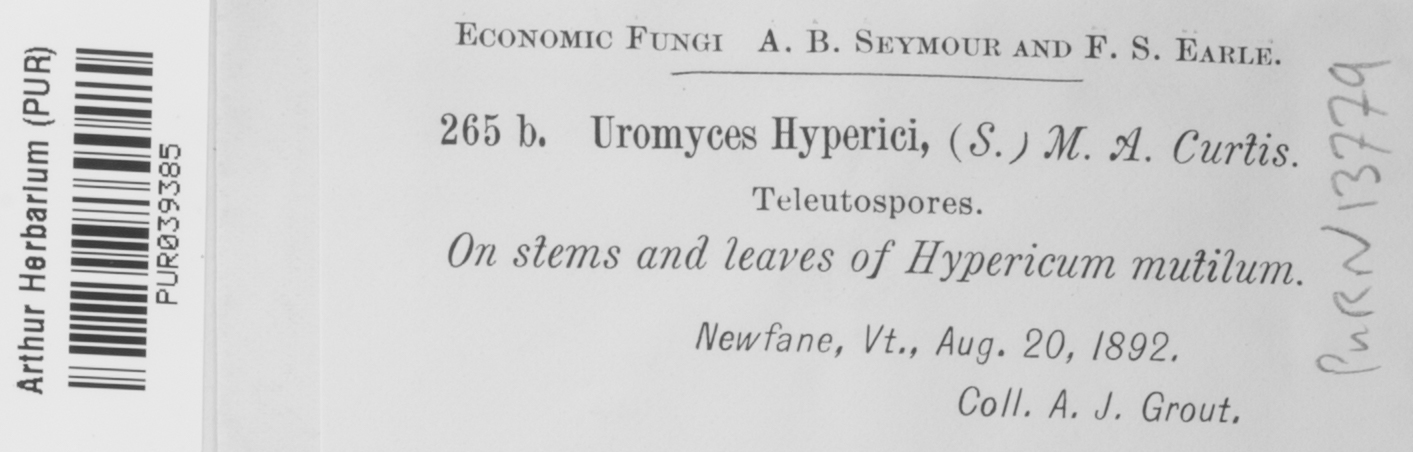 Arthur Herbarium (PUR)
PUR039385
ECONOMIC FUNGI A. B. SEYMOUR AND F. S. EARLE.
265 b. Uromyces Hyperici, (S.) M. A. Curtis.
Teleutospores.
On stems and leaves of Hypericum mutilum.
Newfane, Vt., Aug. 20, 1892.
Coll. A. J. Grout.
PURN13779